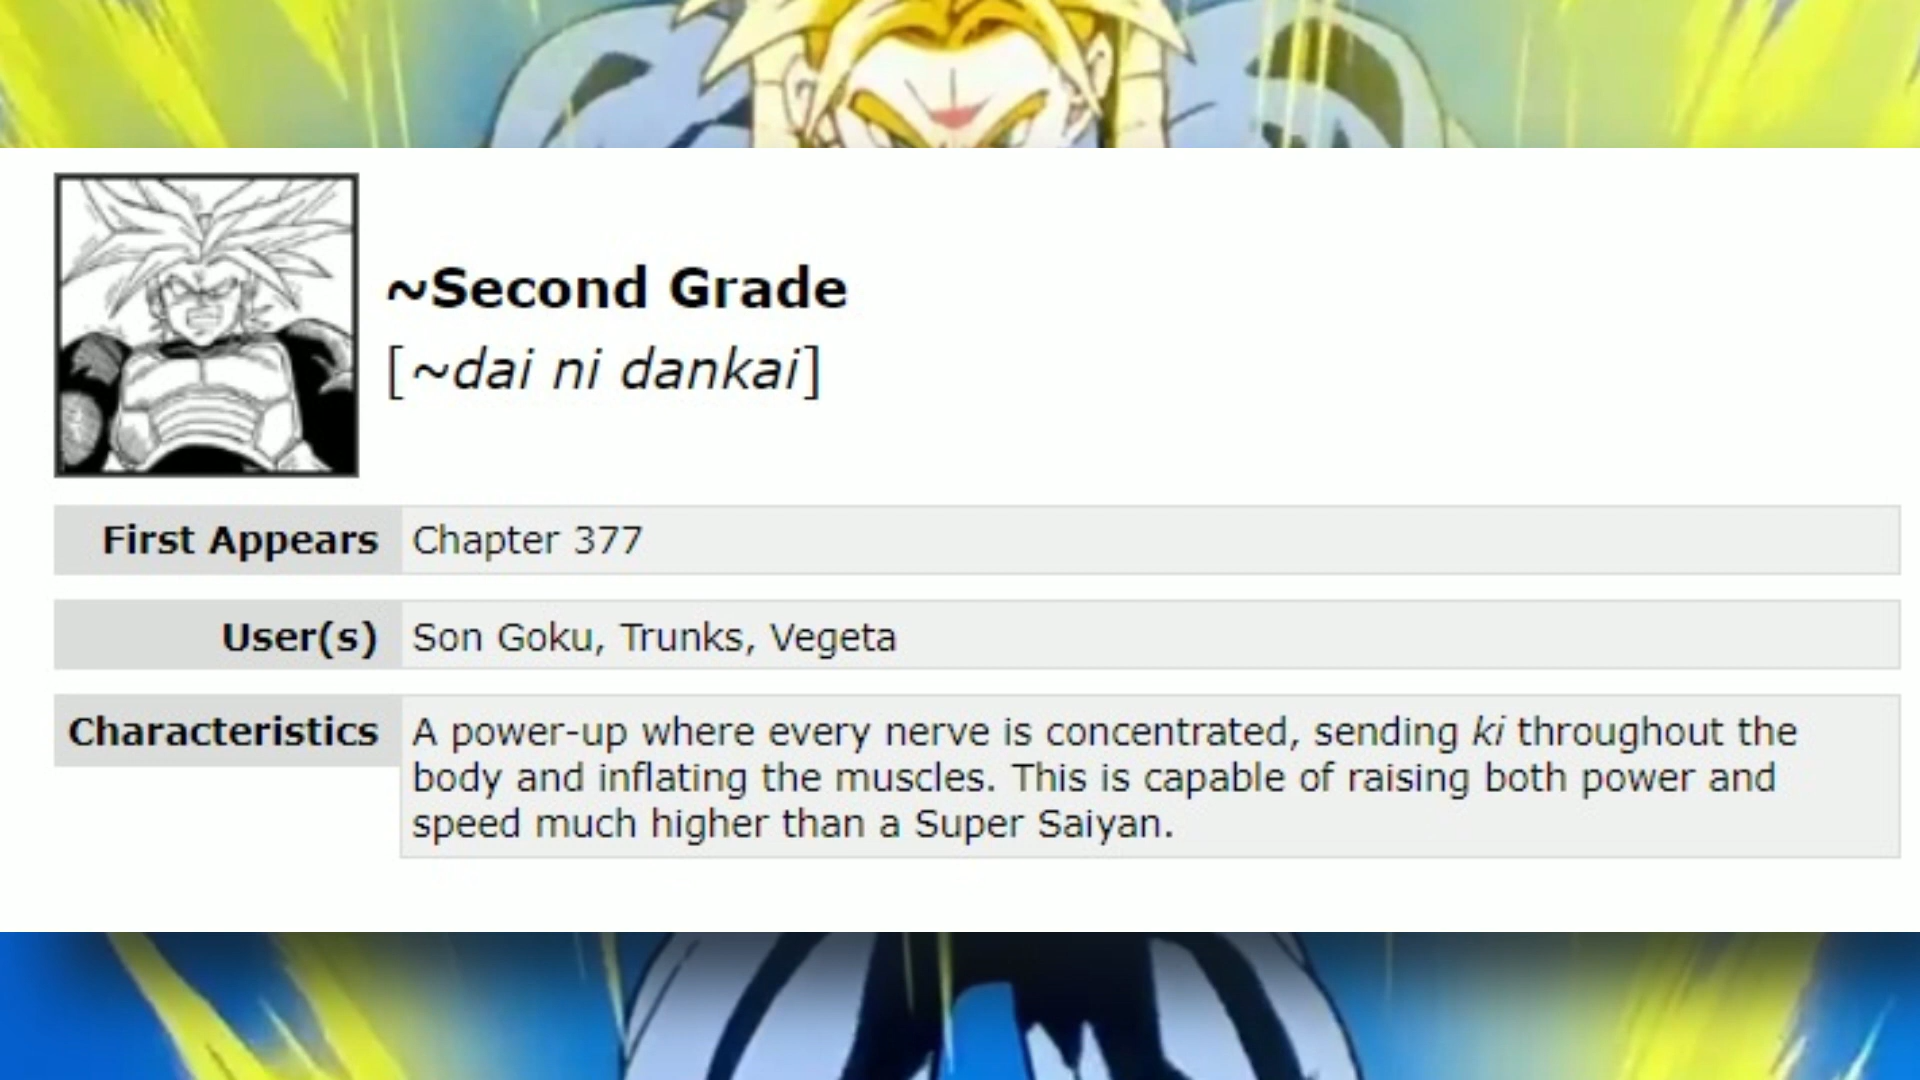 ~Second Grade
[~dai ni dankai]
First Appears
Chapter 377
User(s)
Son Goku, Trunks, Vegeta
Characteristics
A power-up where every nerve is concentrated, sending ki throughout the
body and inflating the muscles. This is capable of raising both power and
speed much higher than a Super Saiyan.